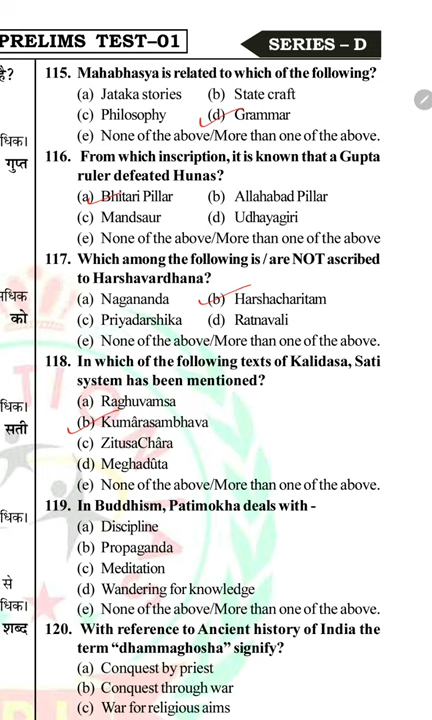 PRELIMS TEST–01
SERIES – D
है?
115. Mahabhasya is related to which of the following?
(a) Jataka stories (b) State craft
(c) Philosophy (d) Grammar
धिक।
(e) None of the above/More than one of the above.
गुप्त
116. From which inscription, it is known that a Gupta
ruler defeated Hunas?
(a) Bhitari Pillar (b) Allahabad Pillar
(c) Mandsaur (d) Udhayagiri
(e) None of the above/More than one of the above
117. Which among the following is / are NOT ascribed
to Harshavardhana?
धिक
(a) Nagananda (b) Harshacharitam
को
(c) Priyadarshika (d) Ratnavali
(e) None of the above/More than one of the above.
118. In which of the following texts of Kalidasa, Sati
system has been mentioned?
(a) Raghuvamsa
धिक।
(b) Kumârasambhava
सती
(c) ZitusaChâra
(d) Meghadûta
(e) None of the above/More than one of the above.
119. In Buddhism, Patimokha deals with -
धिक।
(a) Discipline
(b) Propaganda
(c) Meditation
से
(d) Wandering for knowledge
धिक।
(e) None of the above/More than one of the above.
शब्द
120. With reference to Ancient history of India the
term “dhammaghosha” signify?
(a) Conquest by priest
(b) Conquest through war
(c) War for religious aims